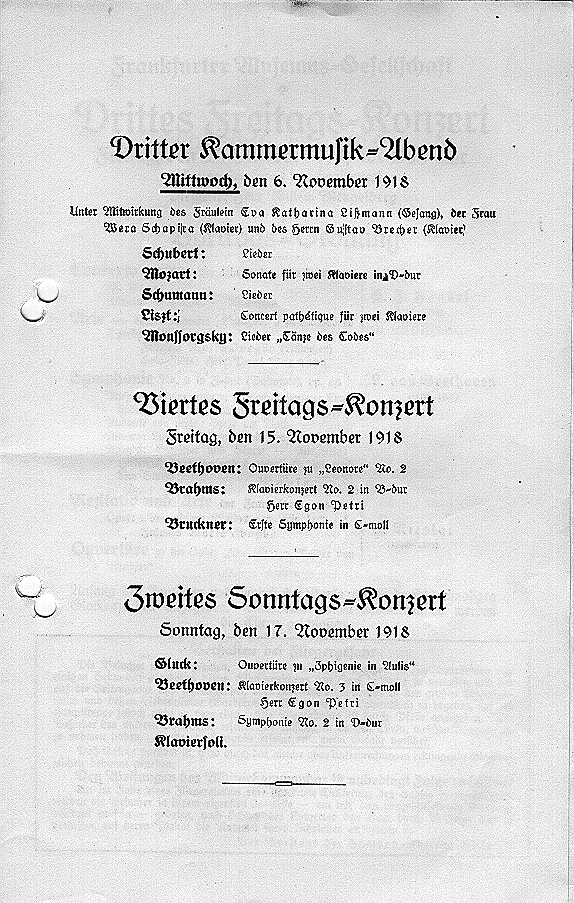 Dritter Kammermusik-Abend
Mittwoch, den 6. November 1918
Unter Mitwirkung des Fräulein Eva Katharina Lißmann (Gesang), der Frau
Wera Schapira (Klavier) und des Herrn Gustav Brecher (Klavier)
Schubert: Lieder
Mozart: Sonate für zwei Klaviere in D-dur
Schumann: Lieder
Liszt: Concert pathétique für zwei Klaviere
Moussorgsky: Lieder „Tänze des Todes“
Viertes Freitags-Konzert
Freitag, den 15. November 1918
Beethoven: Ouvertüre zu „Leonore“ No. 2
Brahms: Klavierkonzert No. 2 in B-dur
Herr Egon Petri
Bruckner: Erste Symphonie in C-moll
Zweites Sonntags-Konzert
Sonntag, den 17. November 1918
Gluck: Ouvertüre zu „Iphigenie in Aulis“
Beethoven: Klavierkonzert No. 3 in C-moll
Herr Egon Petri
Brahms: Symphonie No. 2 in D-dur
Klaviersoli.